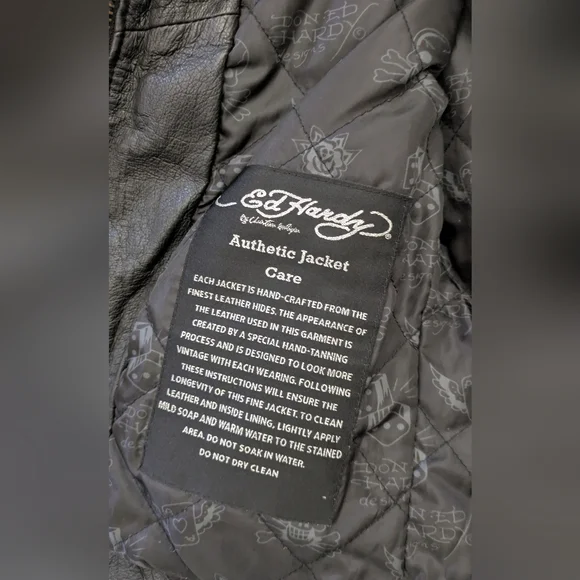 DON ED
HARDY
designs
Ed Hardy®
by Christian Audigier
Authetic Jacket
Care
EACH JACKET IS HAND-CRAFTED FROM THE
FINEST LEATHER HIDES. THE APPEARANCE OF
THE LEATHER USED IN THIS GARMENT IS
CREATED BY A SPECIAL HAND-TANNING
PROCESS AND IS DESIGNED TO LOOK MORE
VINTAGE WITH EACH WEARING. FOLLOWING
THESE INSTRUCTIONS WILL ENSURE THE
LONGEVITY OF THIS FINE JACKET. TO CLEAN
LEATHER AND INSIDE LINING, LIGHTLY APPLY
MILD SOAP AND WARM WATER TO THE STAINED
AREA. DO NOT SOAK IN WATER.
DO NOT DRY CLEAN